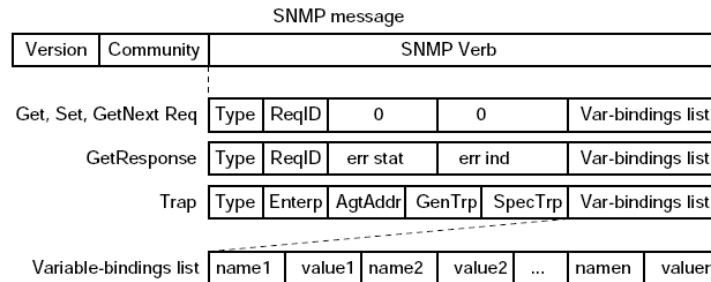 SNMP message
Version Community SNMP Verb
Get, Set, GetNext Req Type ReqID 0 0 Var-bindings list
GetResponse Type ReqID err stat err ind Var-bindings list
Trap Type Enterp AgtAddr GenTrp SpecTrp Var-bindings list
Variable-bindings list name1 value1 name2 value2 ... namen valuen